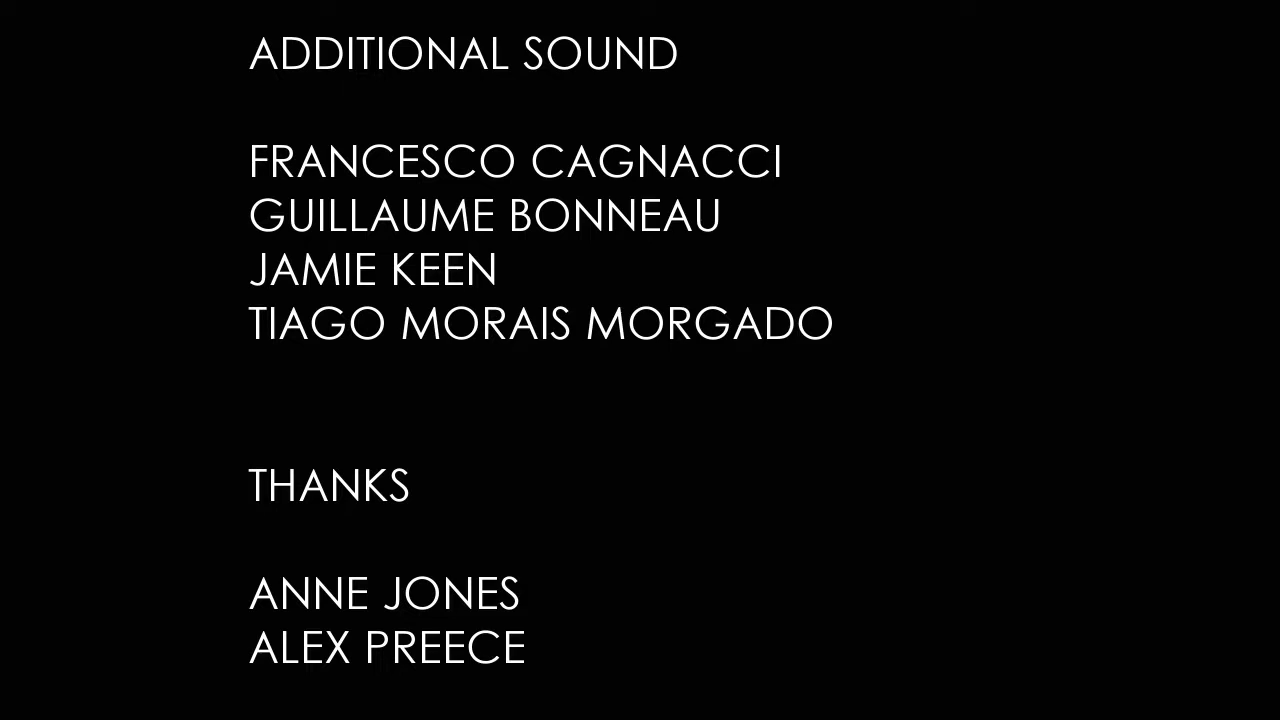 ADDITIONAL SOUND
FRANCESCO CAGNACCI
GUILLAUME BONNEAU
JAMIE KEEN
TIAGO MORAIS MORGADO
THANKS
ANNE JONES
ALEX PREECE